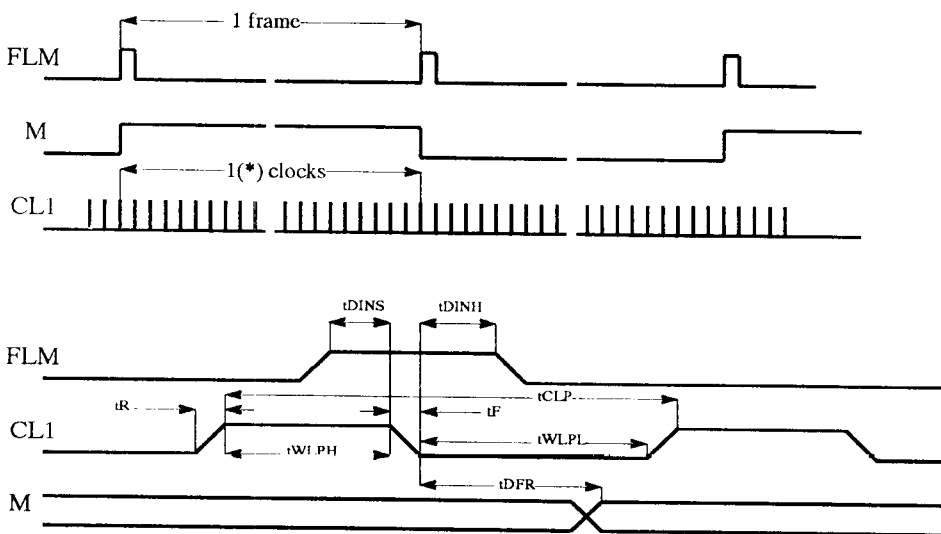 1 frame
FLM
M
1(*) clocks
CL1
tDINS tDINH
FLM
tCLP
tR tF
CL1
tWLPH tWLPL
tDFR
M